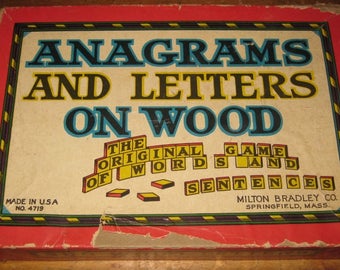 ANAGRAMS
AND LETTERS
ON WOOD
THE
ORIGINAL GAME
OF WORDS AND
SENTENCES
MADE IN U.S.A
NO. 4719
MILTON BRADLEY CO.
SPRINGFIELD, MASS.